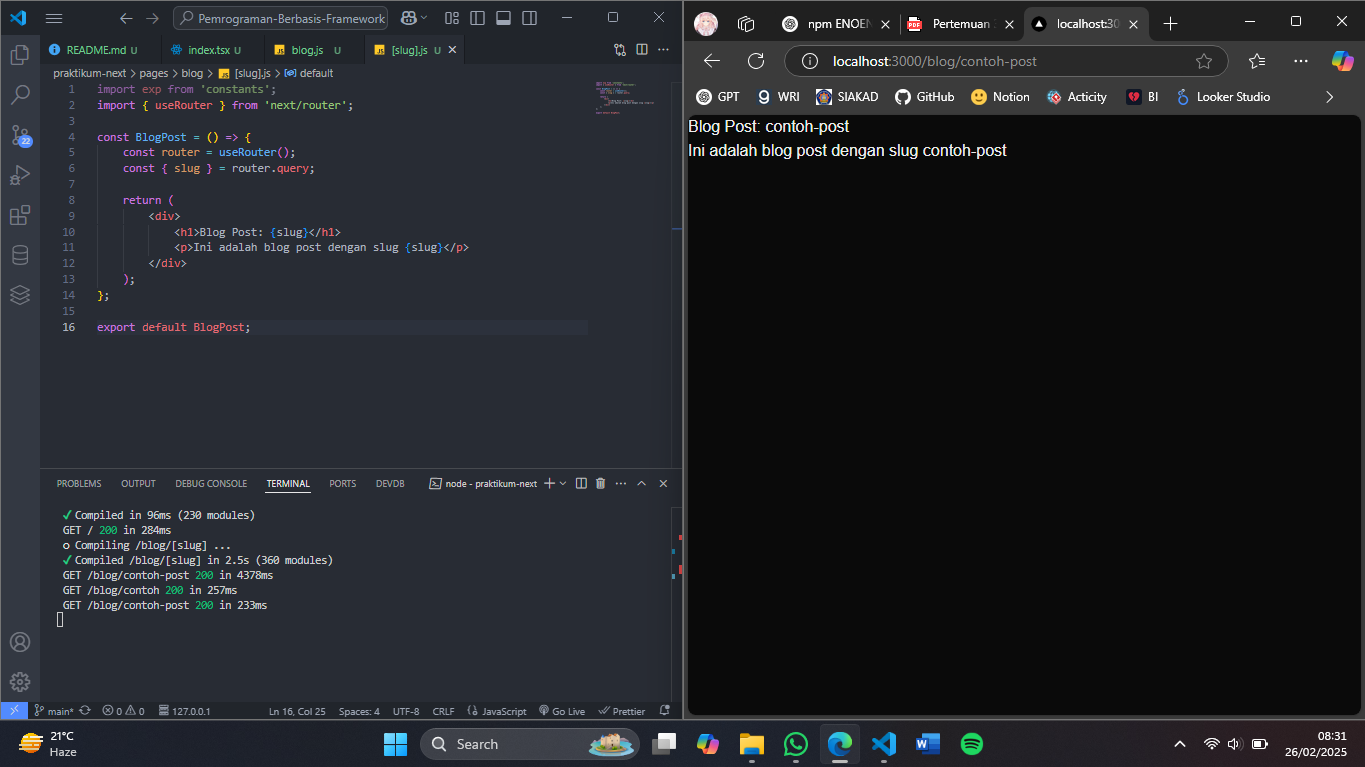 Pemrograman-Berbasis-Framework
README.md U
index.tsx U
blog.js U
[slug].js U
praktikum-next > pages > blog > [slug].js > default
1 import exp from 'constants';
2 import { useRouter } from 'next/router';
3
4 const BlogPost = () => {
5 const router = useRouter();
6 const { slug } = router.query;
7
8 return (
9 <div>
10 <h1>Blog Post: {slug}</h1>
11 <p>Ini adalah blog post dengan slug {slug}</p>
12 </div>
13 );
14 };
15
16 export default BlogPost;
22
PROBLEMS OUTPUT DEBUG CONSOLE TERMINAL PORTS DEVDB node - praktikum-next
✓ Compiled in 96ms (230 modules)
GET / 200 in 284ms
○ Compiling /blog/[slug] ...
✓ Compiled /blog/[slug] in 2.5s (360 modules)
GET /blog/contoh-post 200 in 4378ms
GET /blog/contoh 200 in 257ms
GET /blog/contoh-post 200 in 233ms
main* 0 0 127.0.0.1 Ln 16, Col 25 Spaces: 4 UTF-8 CRLF JavaScript Go Live Prettier
npm ENOEN
Pertemuan
localhost:30
localhost:3000/blog/contoh-post
GPT WRI SIAKAD GitHub Notion Acticity BI Looker Studio
Blog Post: contoh-post
Ini adalah blog post dengan slug contoh-post
21°C
Haze
Search
08:31
26/02/2025